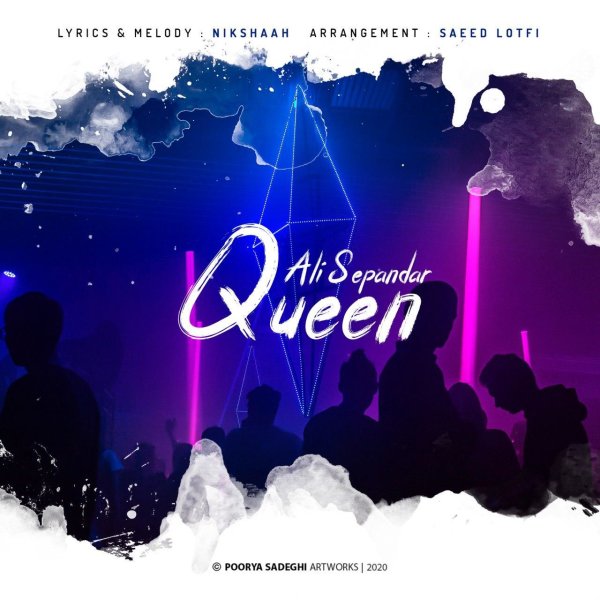 LYRICS & MELODY : NIKSHAAH ARRANGEMENT : SAEED LOTFI
Ali Sepandar
Queen
© POORYA SADEGHI ARTWORKS | 2020